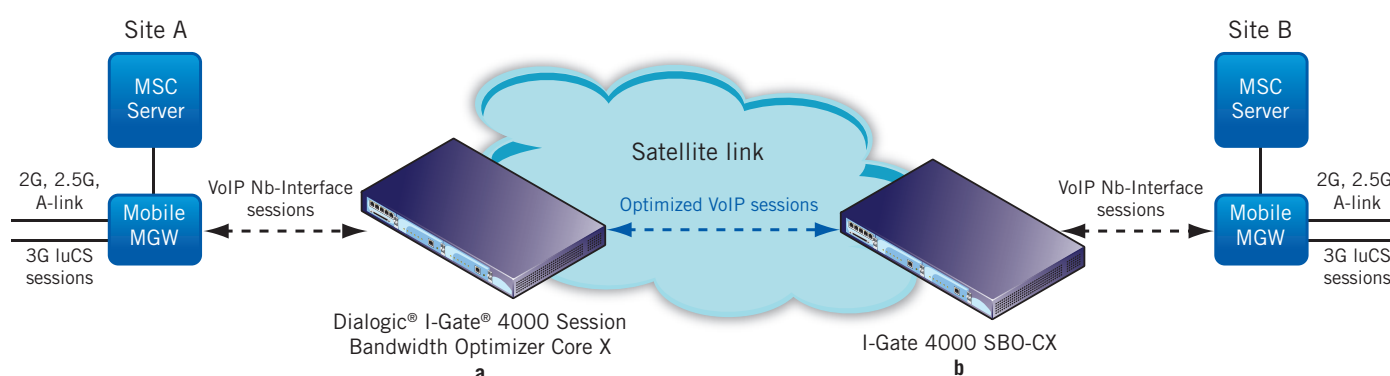 Site A
MSC
Server
2G, 2.5G,
A-link
Mobile
MGW
3G IuCS
sessions
VoIP Nb-Interface
sessions
Satellite link
Optimized VoIP sessions
Dialogic® I-Gate® 4000 Session
Bandwidth Optimizer Core X
a
I-Gate 4000 SBO-CX
b
VoIP Nb-Interface
sessions
Site B
MSC
Server
Mobile
MGW
2G, 2.5G
A-link
3G IuCS
sessions